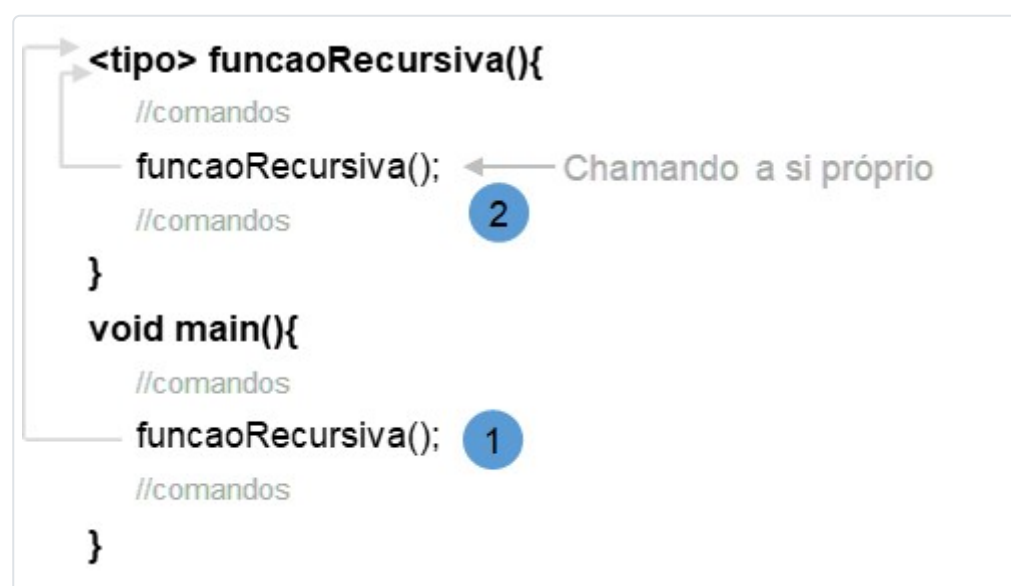 <tipo> funcaoRecursiva(){
//comandos
funcaoRecursiva(); Chamando a si próprio
//comandos 2
}
void main(){
//comandos
funcaoRecursiva(); 1
//comandos
}